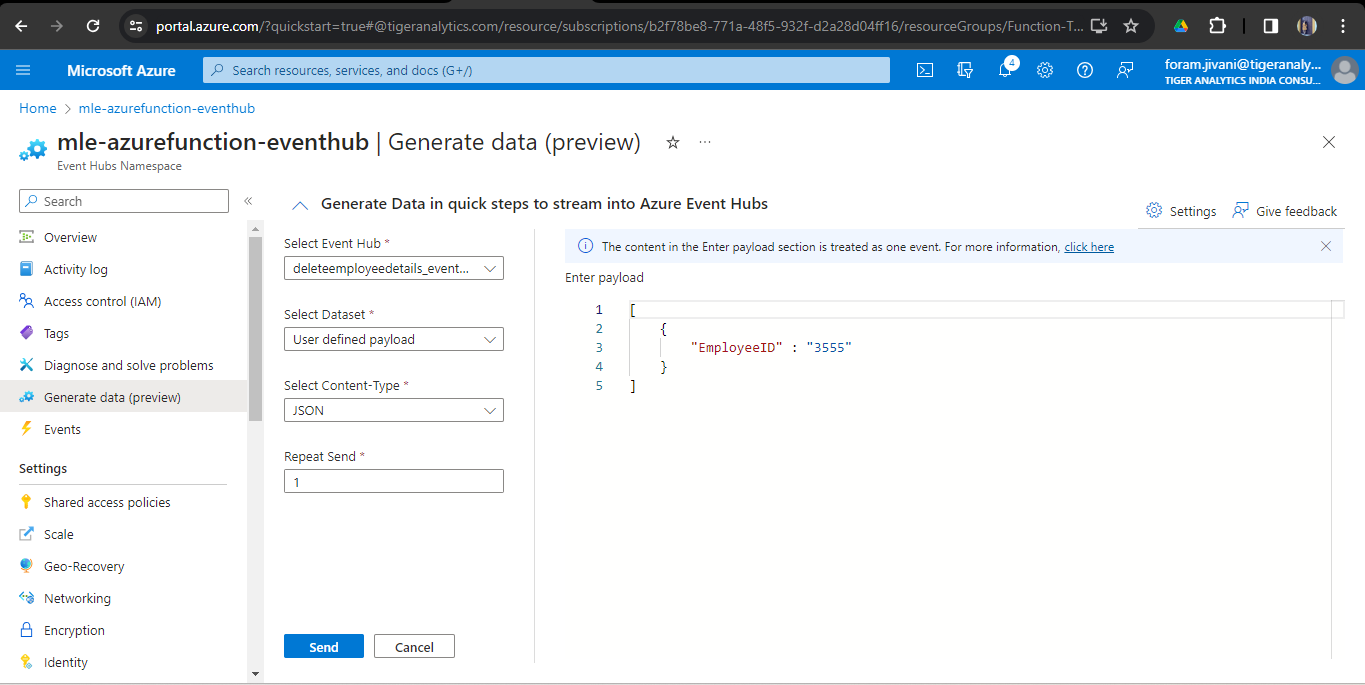 portal.azure.com/?quickstart=true#@tigeranalytics.com/resource/subscriptions/b2f78be8-771a-48f5-932f-d2a28d04ff16/resourceGroups/Function-T...
Microsoft Azure
Search resources, services, and docs (G+/)
4
foram.jivani@tigeranaly...
TIGER ANALYTICS INDIA CONSU...
Home > mle-azurefunction-eventhub
mle-azurefunction-eventhub | Generate data (preview)
...
Event Hubs Namespace
Search
«
Overview
Activity log
Access control (IAM)
Tags
Diagnose and solve problems
Generate data (preview)
Events
Settings
Shared access policies
Scale
Geo-Recovery
Networking
Encryption
Identity
Generate Data in quick steps to stream into Azure Event Hubs
Settings
Give feedback
Select Event Hub *
deleteemployeedetails_event...
Select Dataset *
User defined payload
Select Content-Type *
JSON
Repeat Send *
1
Send
Cancel
The content in the Enter payload section is treated as one event. For more information, click here
Enter payload
1 [
2 {
3 "EmployeeID" : "3555"
4 }
5 ]